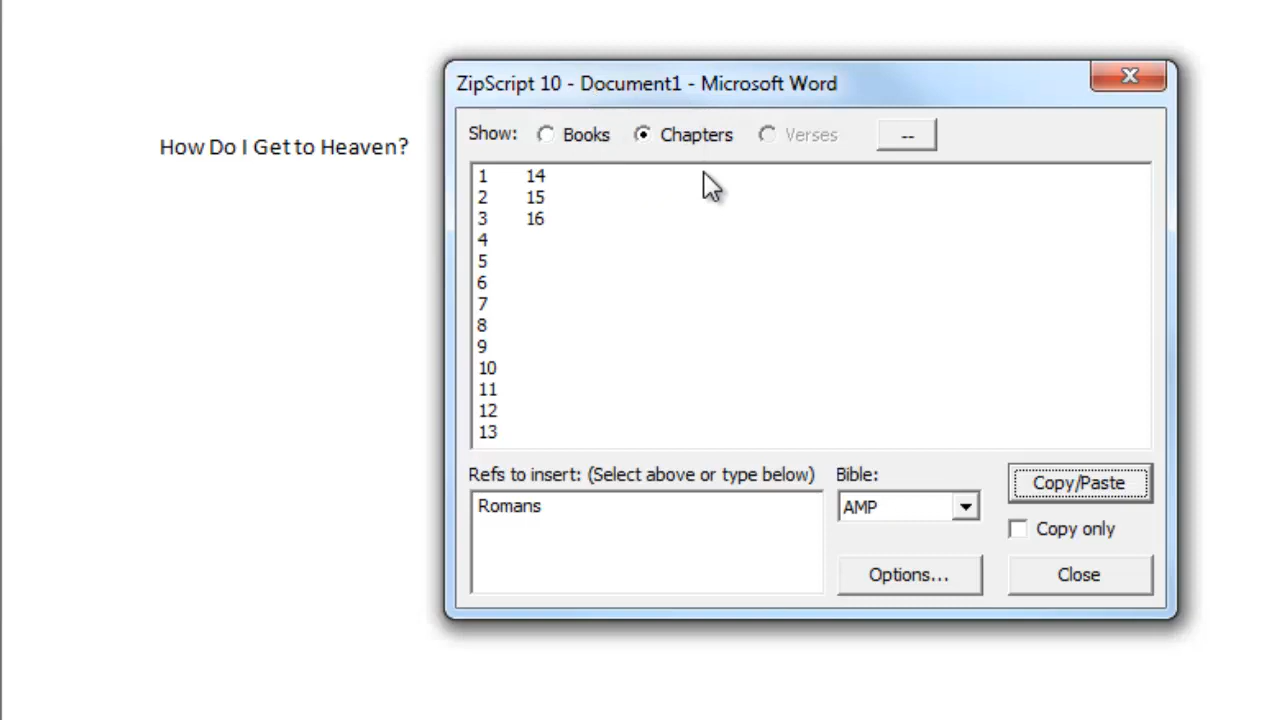 ZipScript 10 - Document1 - Microsoft Word
How Do I Get to Heaven?
Show: Books Chapters Verses --
1 14
2 15
3 16
4
5
6
7
8
9
10
11
12
13
Refs to insert: (Select above or type below) Bible:
Romans
AMP
Copy/Paste
Copy only
Options... Close